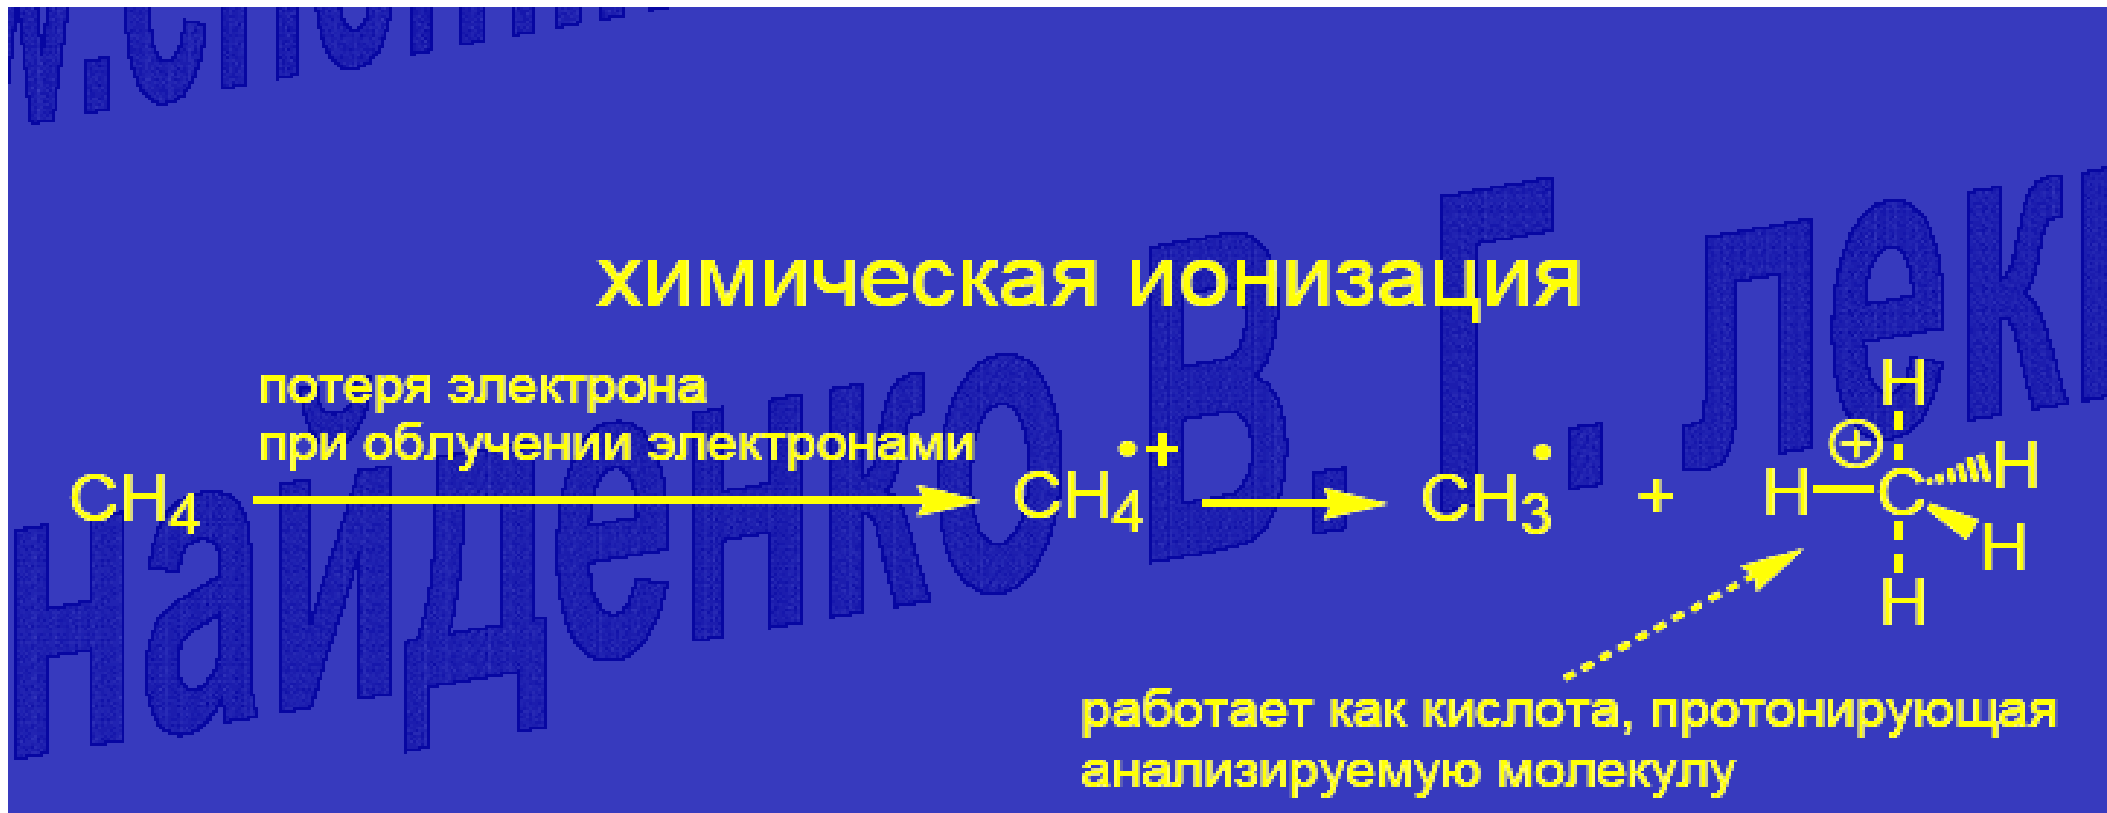 химическая ионизация
потеря электрона
при облучении электронами
CH₄ → CH₄•+ → CH₃• + H–C⊕ H H H H
работает как кислота, протонирующая
анализируемую молекулу
найденко В. Г. лек